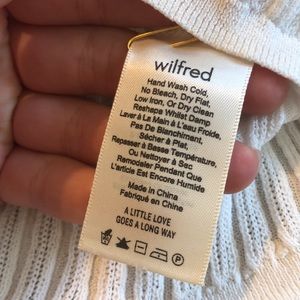 wilfred
Hand Wash Cold,
No Bleach, Dry Flat,
Low Iron, Or Dry Clean
Reshape Whilst Damp
Laver À La Main À L'eau Froide,
Pas De Blanchiment,
Sécher À Plat,
Repasser À Basse Température,
Ou Nettoyer À Sec
Remodeler Pendant Que
L'article Est Encore Humide
Made in China
Fabriqué en Chine
A LITTLE LOVE
GOES A LONG WAY
P